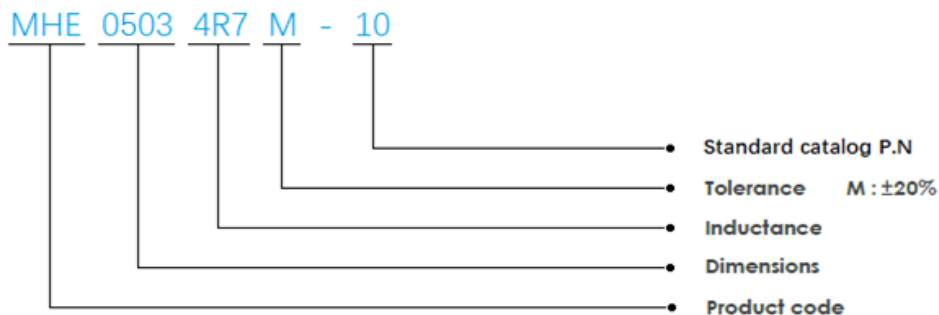 MHE 0503 4R7 M - 10
Standard catalog P.N
Tolerance M : ±20%
Inductance
Dimensions
Product code